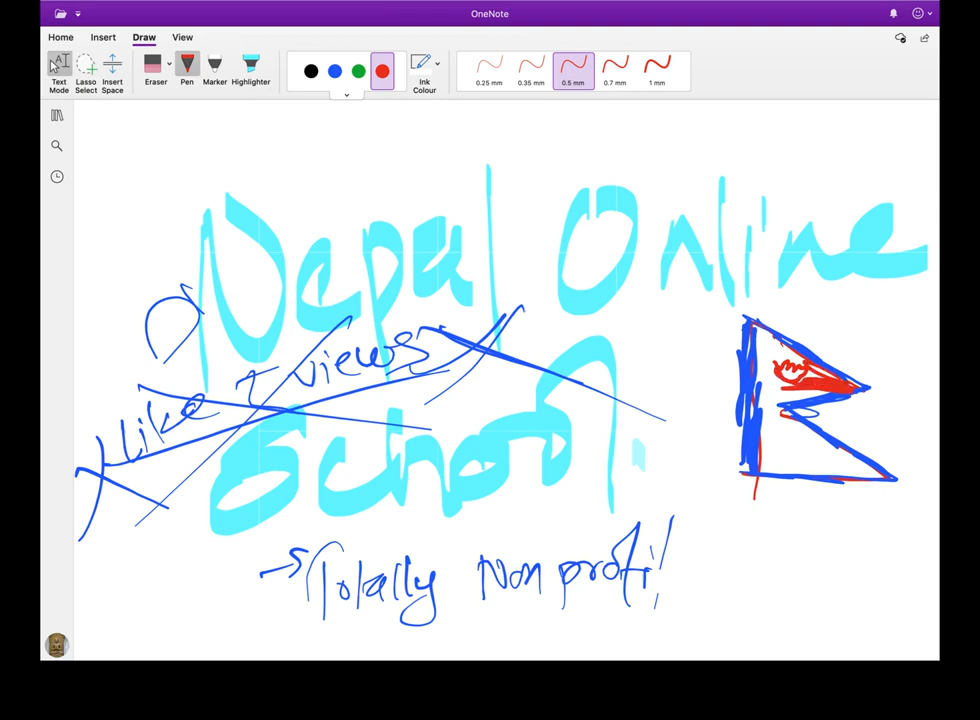 OneNote
Home Insert Draw View
Text Mode
Lasso Select
Insert Space
Eraser
Pen
Marker
Highlighter
Ink Colour
0.25 mm
0.35 mm
0.5 mm
0.7 mm
1 mm
Nepal Online
School
Like & views
Totally Non profit